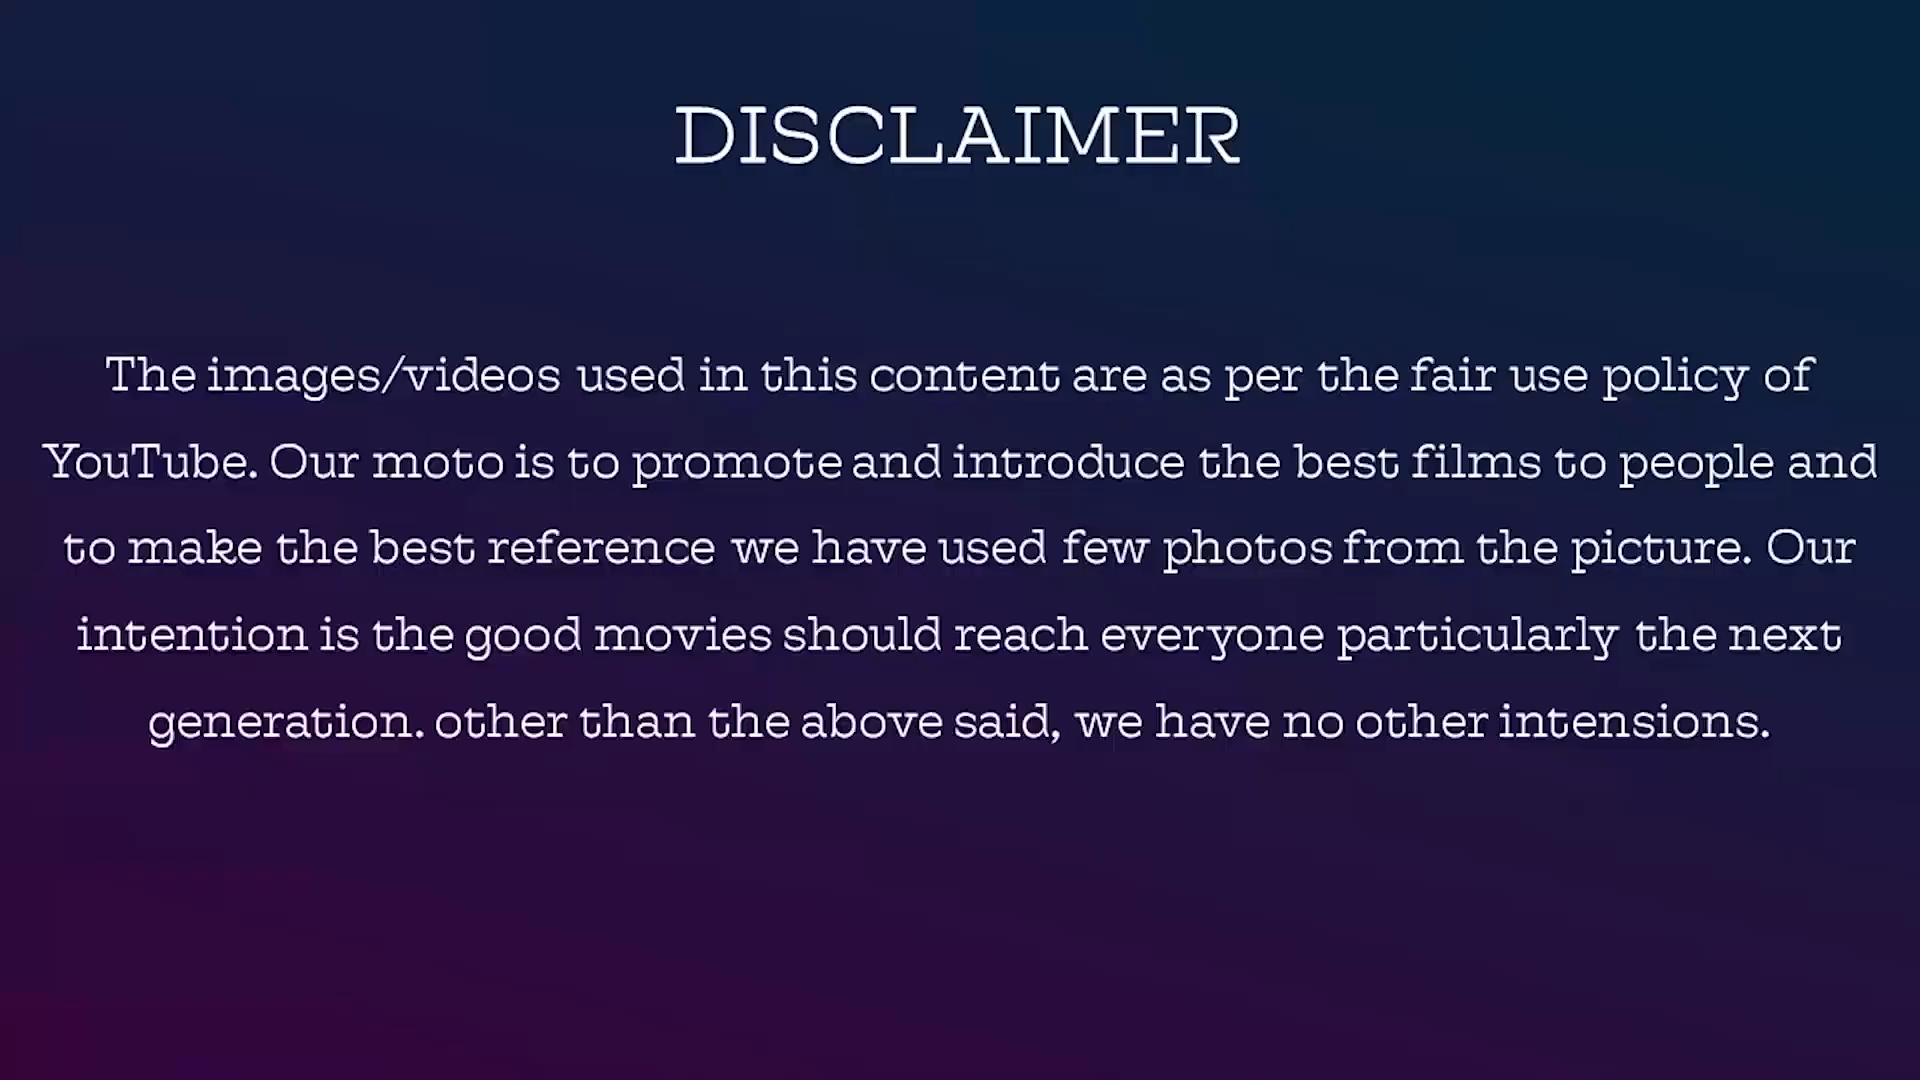 DISCLAIMER
The images/videos used in this content are as per the fair use policy of
YouTube. Our moto is to promote and introduce the best films to people and
to make the best reference we have used few photos from the picture. Our
intention is the good movies should reach everyone particularly the next
generation. other than the above said, we have no other intensions.